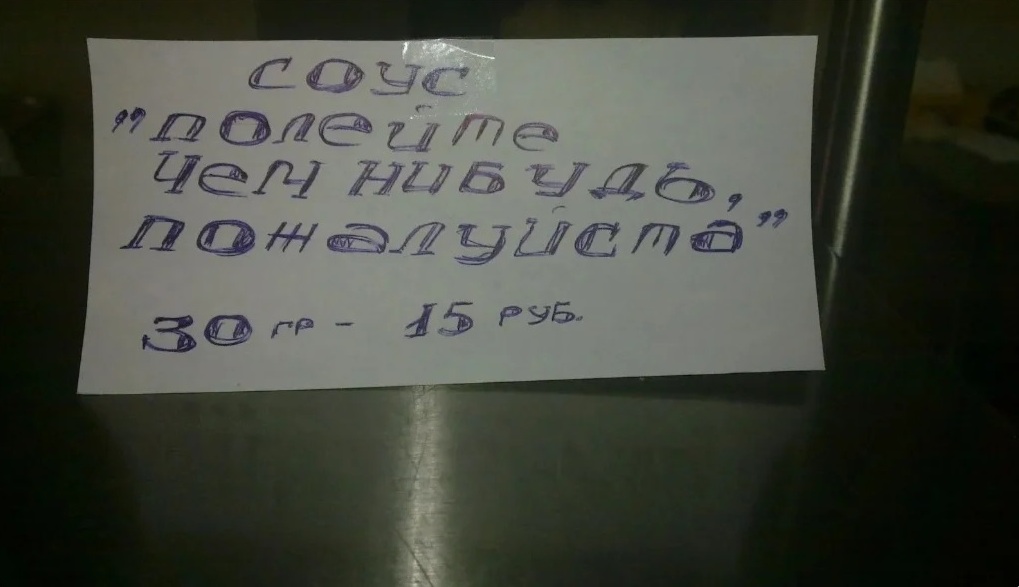 СОУС
"ПОЛЕЙТЕ
ЧЕМ НИБУДЬ,
ПОЖАЛУЙСТА"
30 ГР - 15 РУБ.